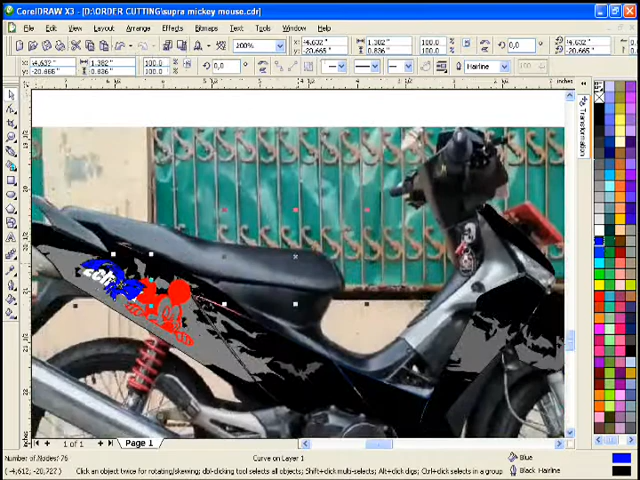 CorelDRAW X3 - [D:\ORDER CUTTING\supra mickey mouse.cdr]
File Edit View Layout Arrange Effects Bitmaps Text Tools Window Help
200%
x: -4,632 " 1.382 " 100.0 0,0
y: -20.665 " 0.836 " 100.0
Hairline
inches
Transformation
1 of 1 Page 1
Number of Nodes: 76 Curve on Layer 1 Blue
( -4,612; -20,727 ) Click an object twice for rotating/skewing; dbl-clicking tool selects all objects; Shift+click multi-selects; Alt+click digs; Ctrl+click selects in a group Black Hairline